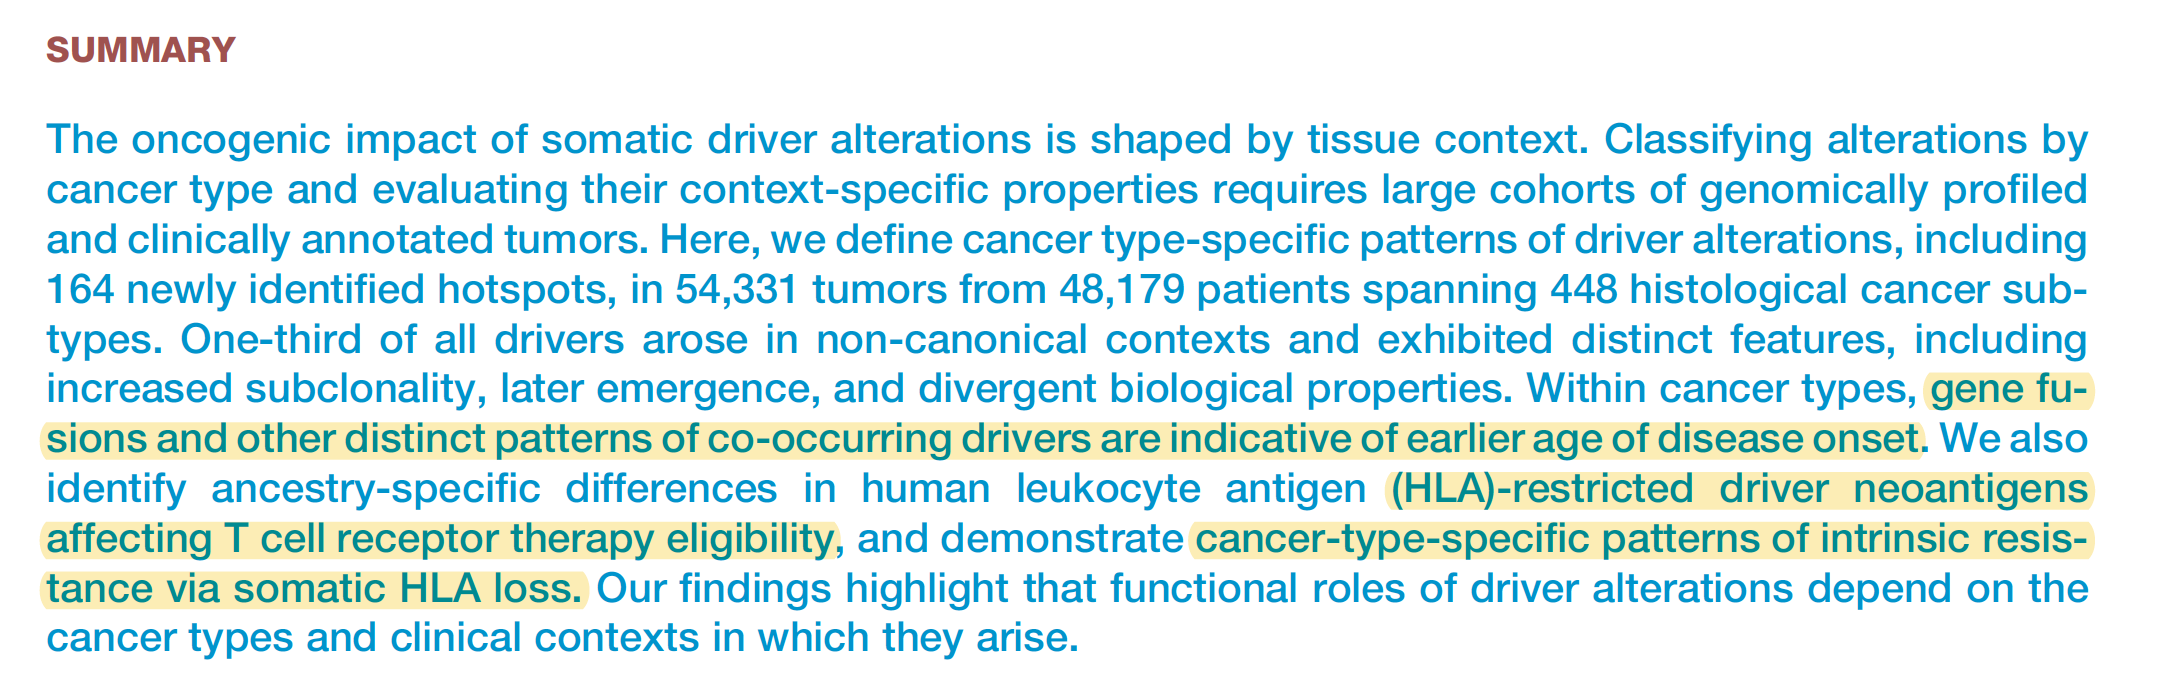 SUMMARY
The oncogenic impact of somatic driver alterations is shaped by tissue context. Classifying alterations by
cancer type and evaluating their context-specific properties requires large cohorts of genomically profiled
and clinically annotated tumors. Here, we define cancer type-specific patterns of driver alterations, including
164 newly identified hotspots, in 54,331 tumors from 48,179 patients spanning 448 histological cancer sub-
types. One-third of all drivers arose in non-canonical contexts and exhibited distinct features, including
increased subclonality, later emergence, and divergent biological properties. Within cancer types, gene fu-
sions and other distinct patterns of co-occurring drivers are indicative of earlier age of disease onset. We also
identify ancestry-specific differences in human leukocyte antigen (HLA)-restricted driver neoantigens
affecting T cell receptor therapy eligibility, and demonstrate cancer-type-specific patterns of intrinsic resis-
tance via somatic HLA loss. Our findings highlight that functional roles of driver alterations depend on the
cancer types and clinical contexts in which they arise.